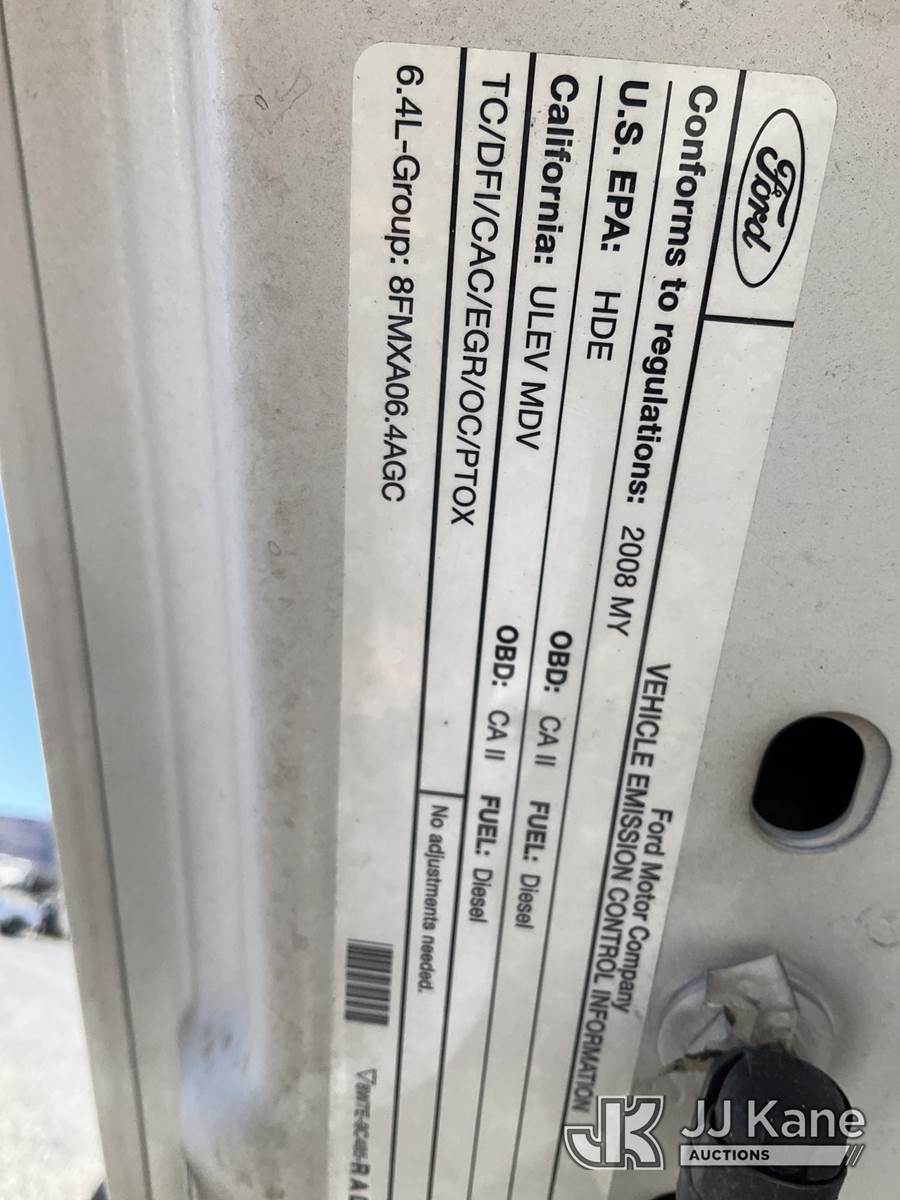 Ford
Ford Motor Company
VEHICLE EMISSION CONTROL INFORMATION
Conforms to regulations: 2008 MY
U.S. EPA: HDE OBD: CA II FUEL: Diesel
California: ULEV MDV OBD: CA II FUEL: Diesel
TC/DFI/CAC/EGR/OC/PTOX No adjustments needed.
6.4L-Group: 8FMXA06.4AGC
JK JJ Kane
AUCTIONS